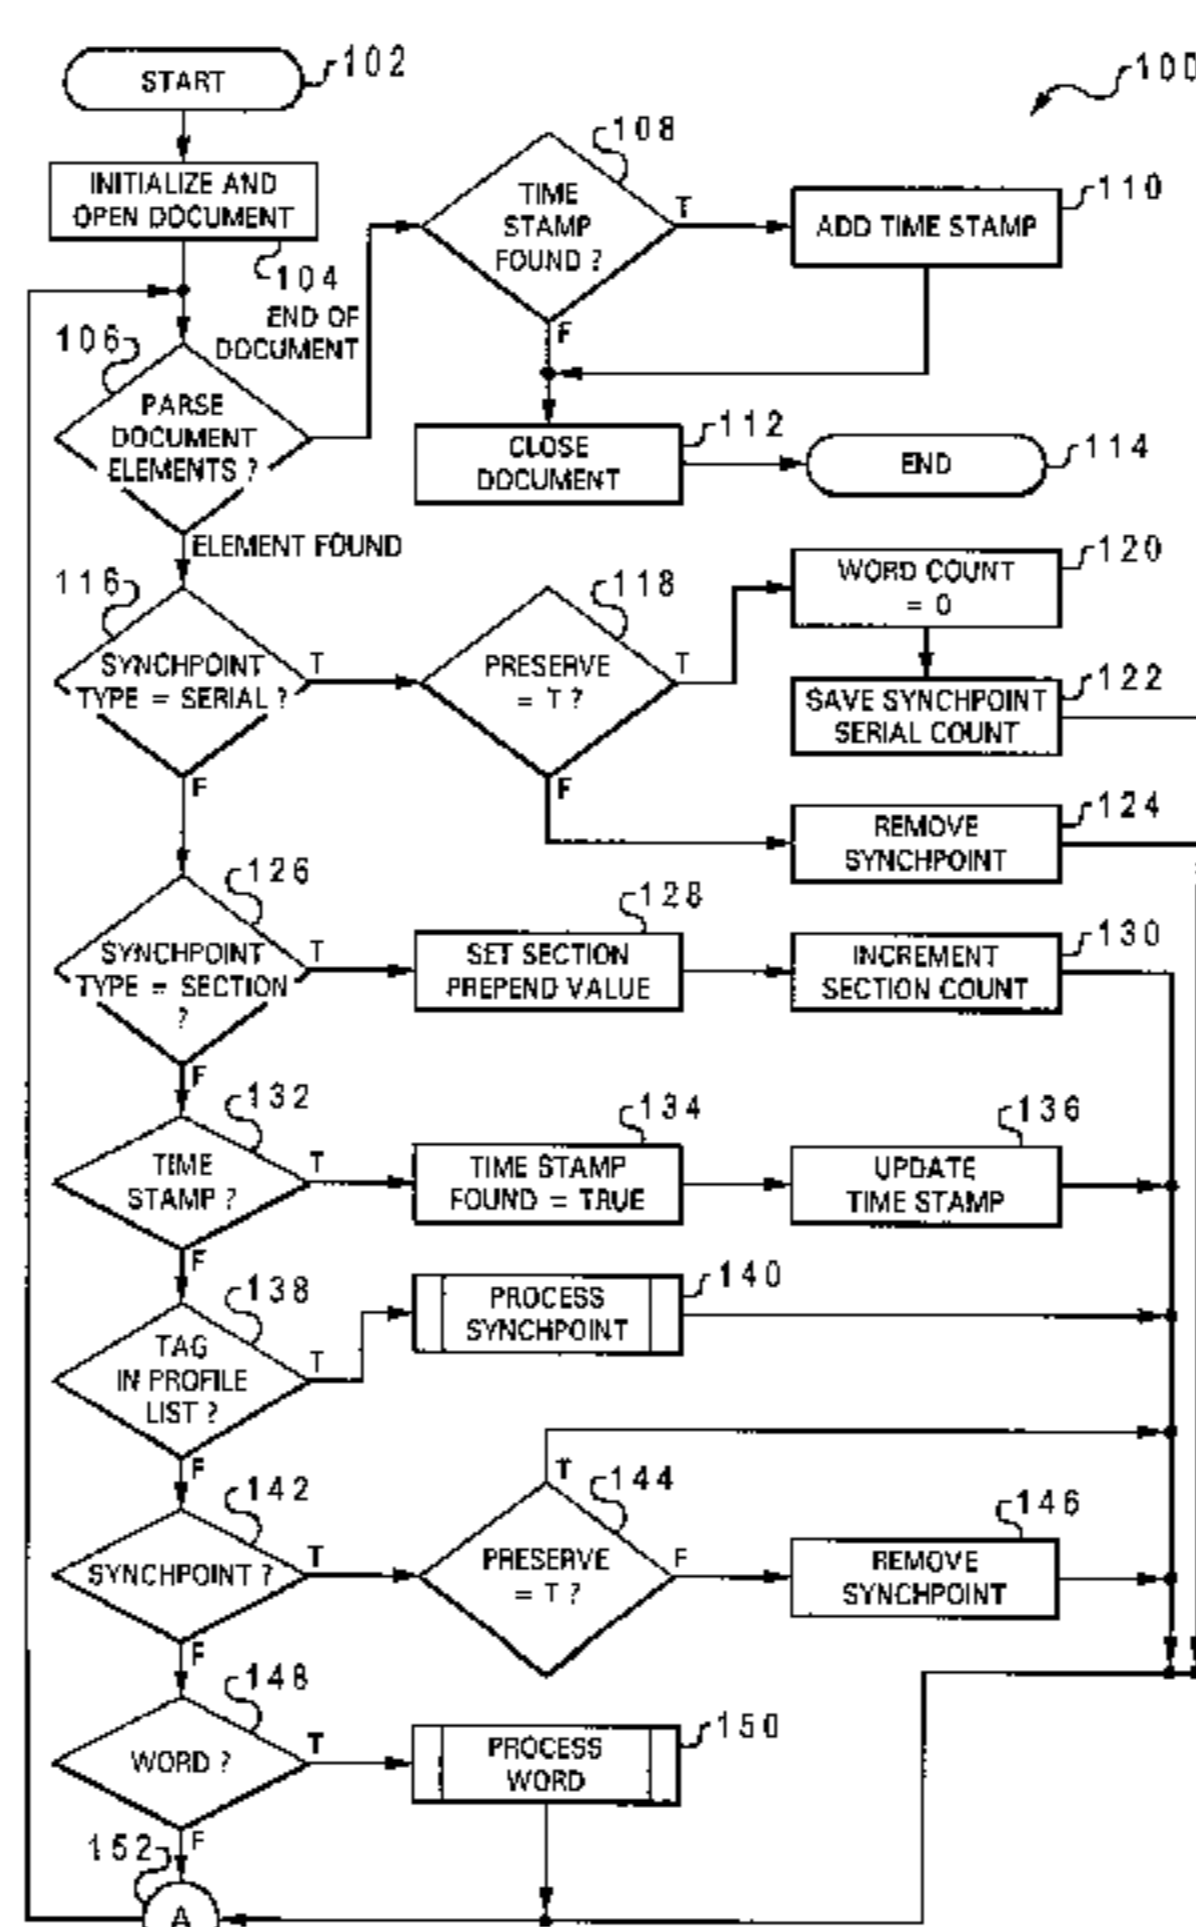 START
102
100
INITIALIZE AND
OPEN DOCUMENT
104
TIME
STAMP
FOUND ?
108
T
F
ADD TIME STAMP
110
END OF
DOCUMENT
106
PARSE
DOCUMENT
ELEMENTS ?
CLOSE
DOCUMENT
112
END
114
ELEMENT FOUND
116
SYNCHPOINT
TYPE = SERIAL ?
T
F
118
PRESERVE
= T ?
T
F
WORD COUNT
= 0
120
SAVE SYNCHPOINT
SERIAL COUNT
122
REMOVE
SYNCHPOINT
124
126
SYNCHPOINT
TYPE = SECTION
?
T
F
SET SECTION
PREPEND VALUE
128
INCREMENT
SECTION COUNT
130
132
TIME
STAMP ?
T
F
TIME STAMP
FOUND = TRUE
134
UPDATE
TIME STAMP
136
138
TAG
IN PROFILE
LIST ?
T
F
PROCESS
SYNCHPOINT
140
142
SYNCHPOINT ?
T
F
144
PRESERVE
= T ?
T
F
REMOVE
SYNCHPOINT
146
148
WORD ?
T
F
PROCESS
WORD
150
152
A